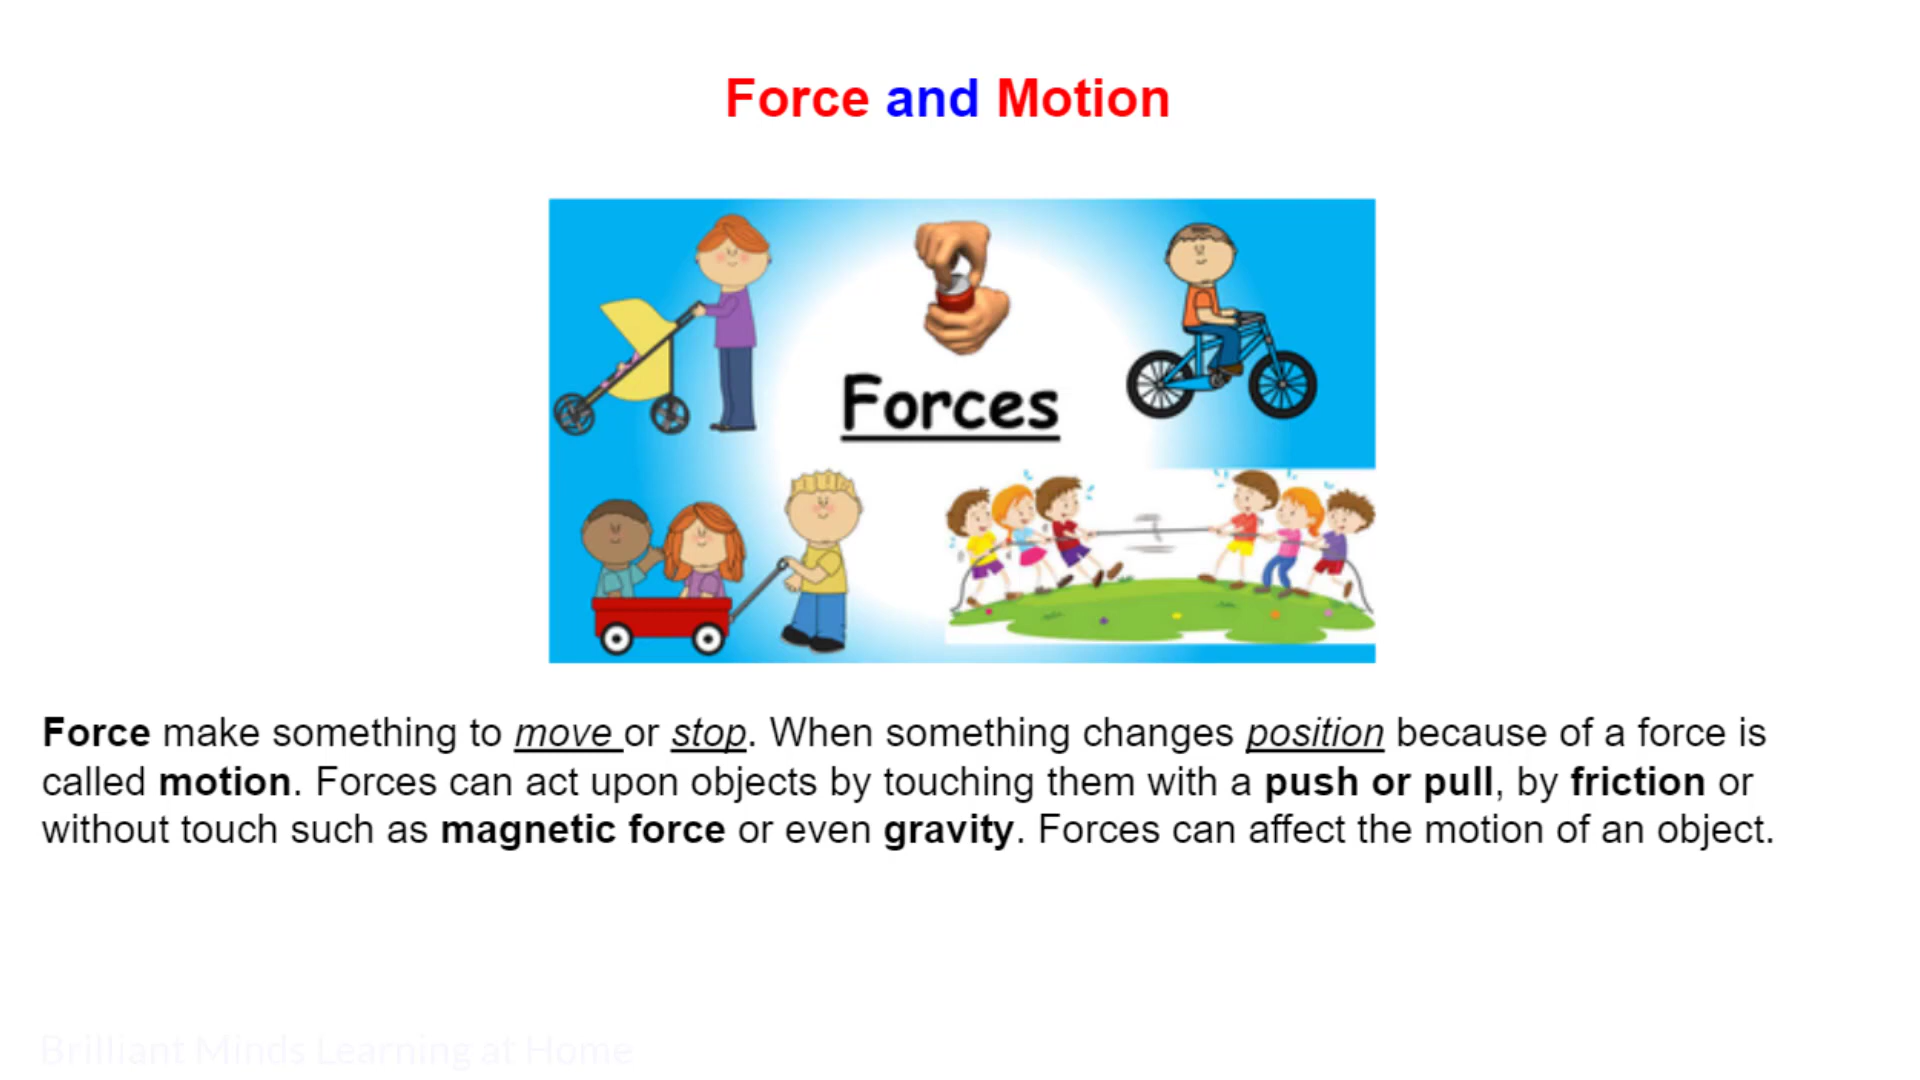 Force and Motion
Forces
Force make something to move or stop. When something changes position because of a force is
called motion. Forces can act upon objects by touching them with a push or pull, by friction or
without touch such as magnetic force or even gravity. Forces can affect the motion of an object.
Brilliant Minds Learning at Home